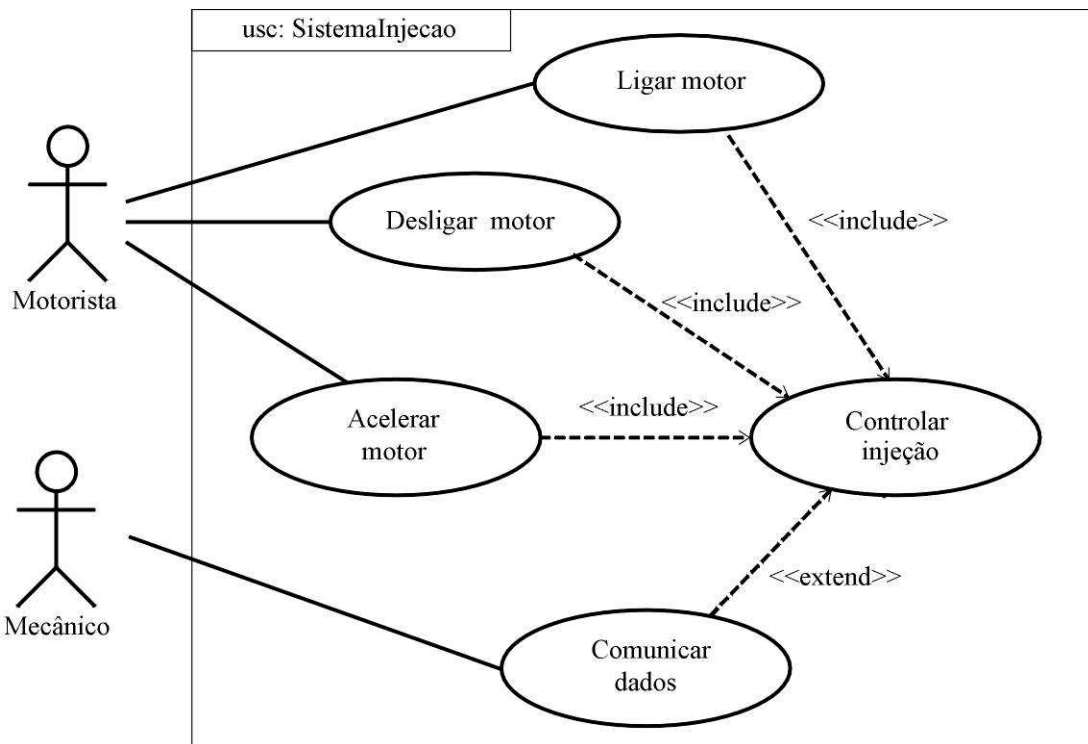 usc: SistemaInjecao
Ligar motor
Desligar motor
<<include>>
Motorista
<<include>>
Acelerar
motor
<<include>>
Controlar
injeção
<<extend>>
Mecânico
Comunicar
dados